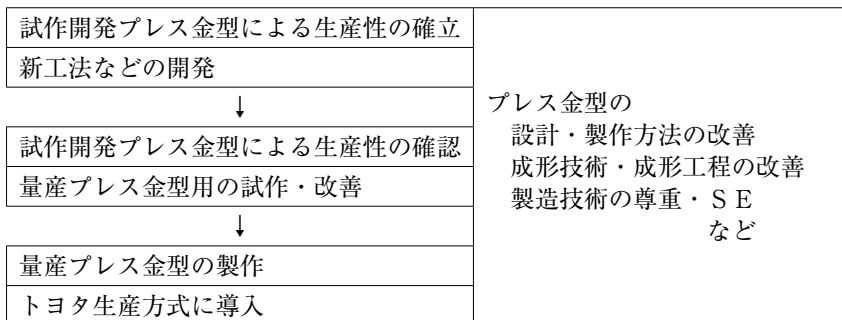 試作開発プレス金型による生産性の確立
新工法などの開発
↓
試作開発プレス金型による生産性の確認
量産プレス金型用の試作・改善
↓
量産プレス金型の製作
トヨタ生産方式に導入
プレス金型の
設計・製作方法の改善
成形技術・成形工程の改善
製造技術の尊重・ＳＥ
など